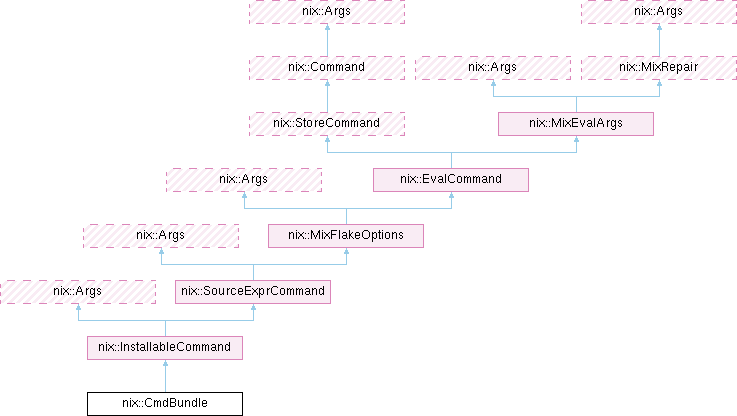 nix::Args
nix::Args
nix::Command
nix::Args
nix::MixRepair
nix::StoreCommand
nix::MixEvalArgs
nix::Args
nix::EvalCommand
nix::Args
nix::MixFlakeOptions
nix::Args
nix::SourceExprCommand
nix::InstallableCommand
nix::CmdBundle